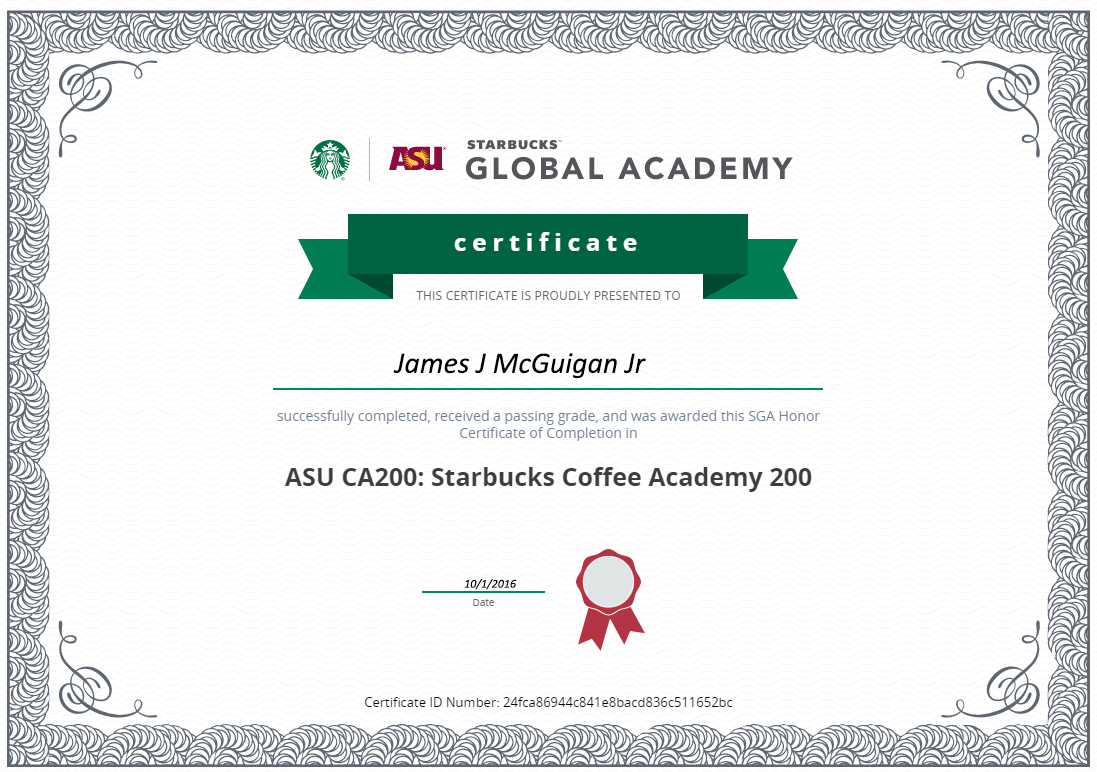 ASU
STARBUCKS™
GLOBAL ACADEMY
certificate
THIS CERTIFICATE IS PROUDLY PRESENTED TO
James J McGuigan Jr
successfully completed, received a passing grade, and was awarded this SGA Honor
Certificate of Completion in
ASU CA200: Starbucks Coffee Academy 200
10/1/2016
Date
Certificate ID Number: 24fca86944c841e8bacd836c511652bc